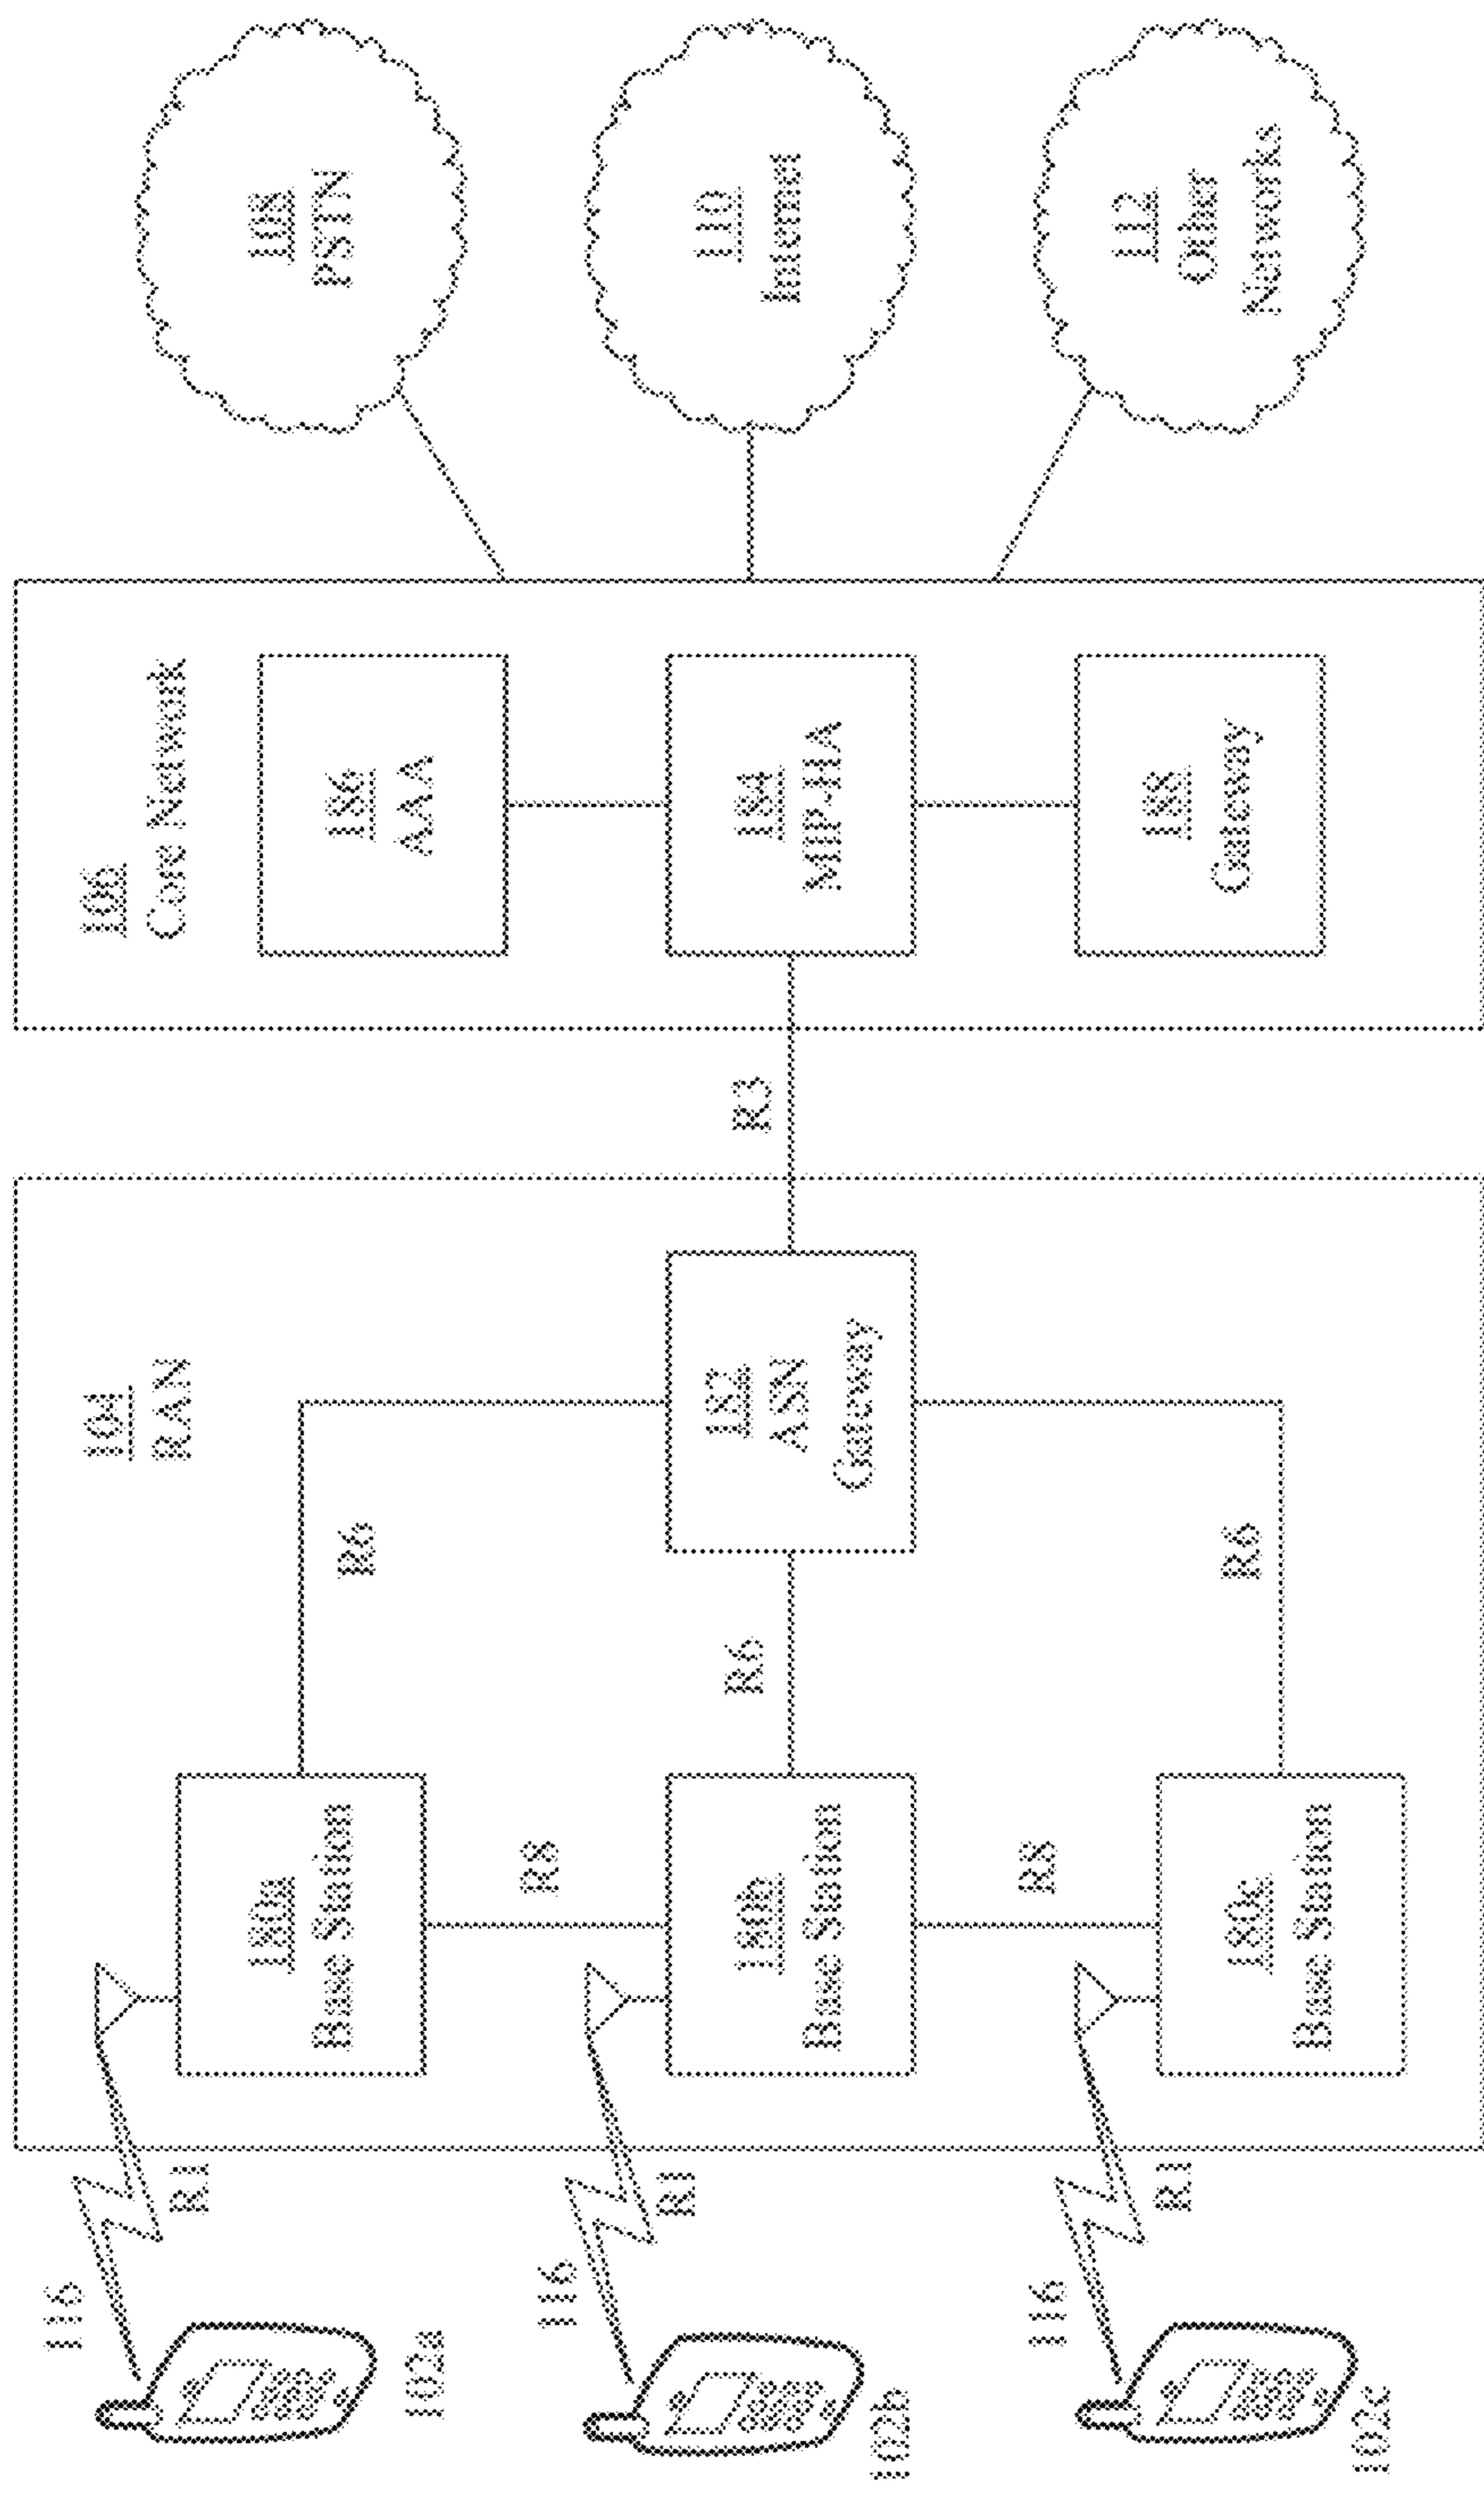 116
R1
102a
116
R1
102b
116
R1
102c
104
RAN
180a
Base Station
R8
180b
Base Station
R8
180c
Base Station
R6
R6
R6
182
ASN
Gateway
R3
106
Core Network
186
AAA
184
MIP-HA
188
Gateway
108
PSTN
110
Internet
112
Other
Networks